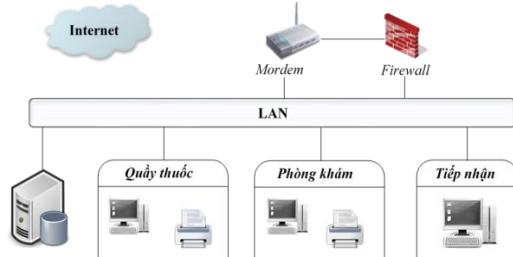 Internet
Mordem
Firewall
LAN
Quầy thuốc
Phòng khám
Tiếp nhận